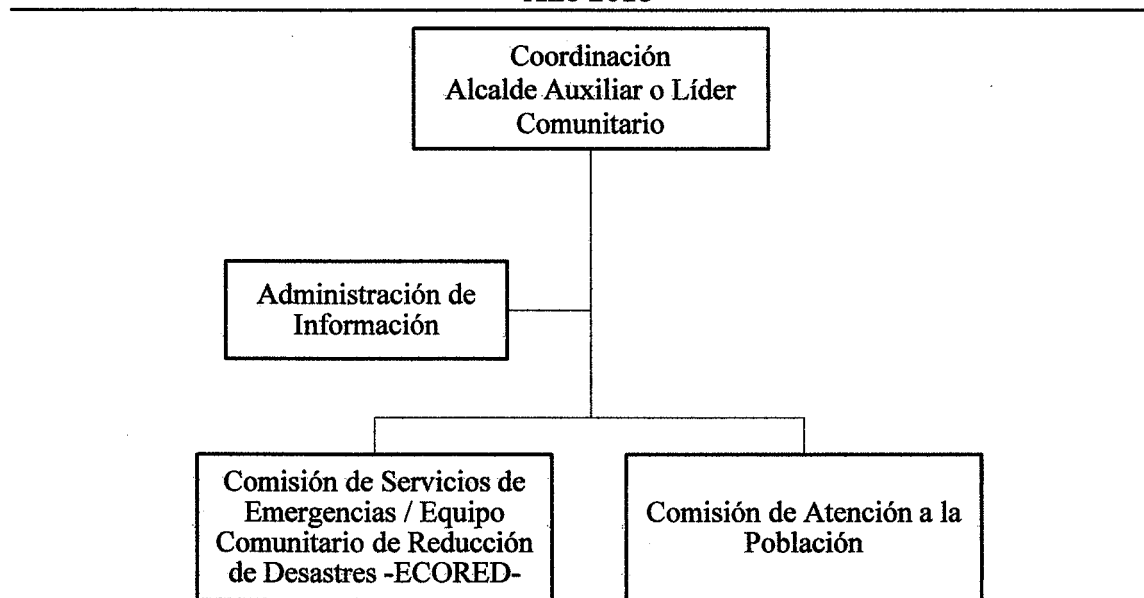 Coordinación
Alcalde Auxiliar o Líder
Comunitario
Administración de
Información
Comisión de Servicios de
Emergencias / Equipo
Comunitario de Reducción
de Desastres -ECORED-
Comisión de Atención a la
Población